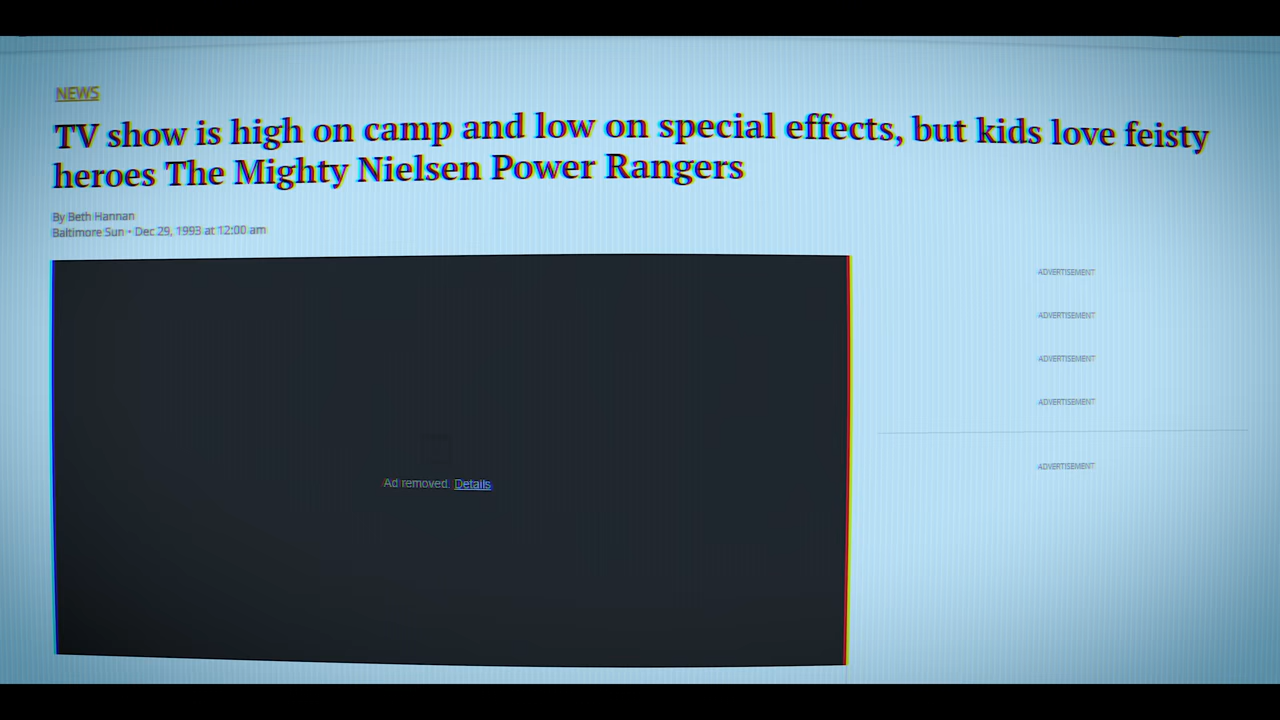 NEWS
TV show is high on camp and low on special effects, but kids love feisty
heroes The Mighty Nielsen Power Rangers
By Beth Hannan
Baltimore Sun • Dec 29, 1993 at 12:00 am
ADVERTISEMENT
ADVERTISEMENT
ADVERTISEMENT
ADVERTISEMENT
ADVERTISEMENT
Ad removed. Details